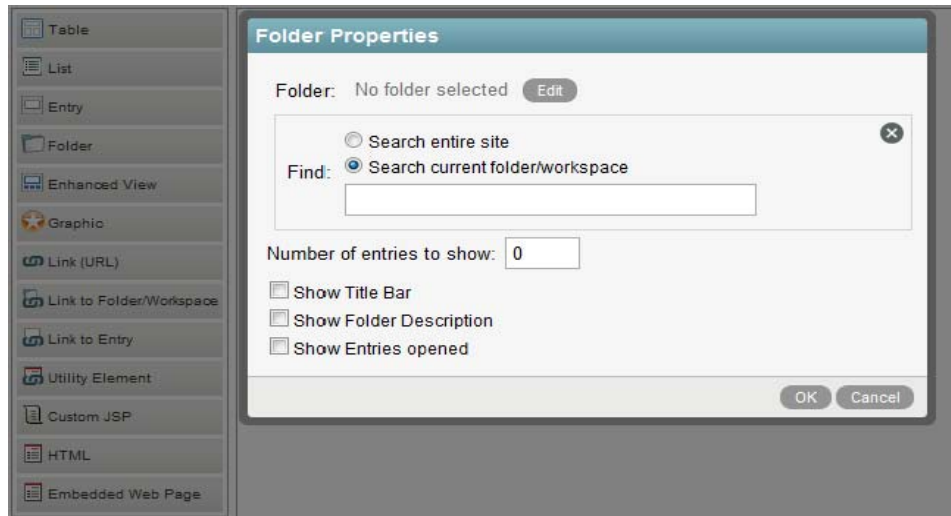 Table
List
Entry
Folder
Enhanced View
Graphic
Link (URL)
Link to Folder/Workspace
Link to Entry
Utility Element
Custom JSP
HTML
Embedded Web Page
Folder Properties
Folder: No folder selected Edit
Search entire site
Find: Search current folder/workspace
Number of entries to show: 0
Show Title Bar
Show Folder Description
Show Entries opened
OK Cancel